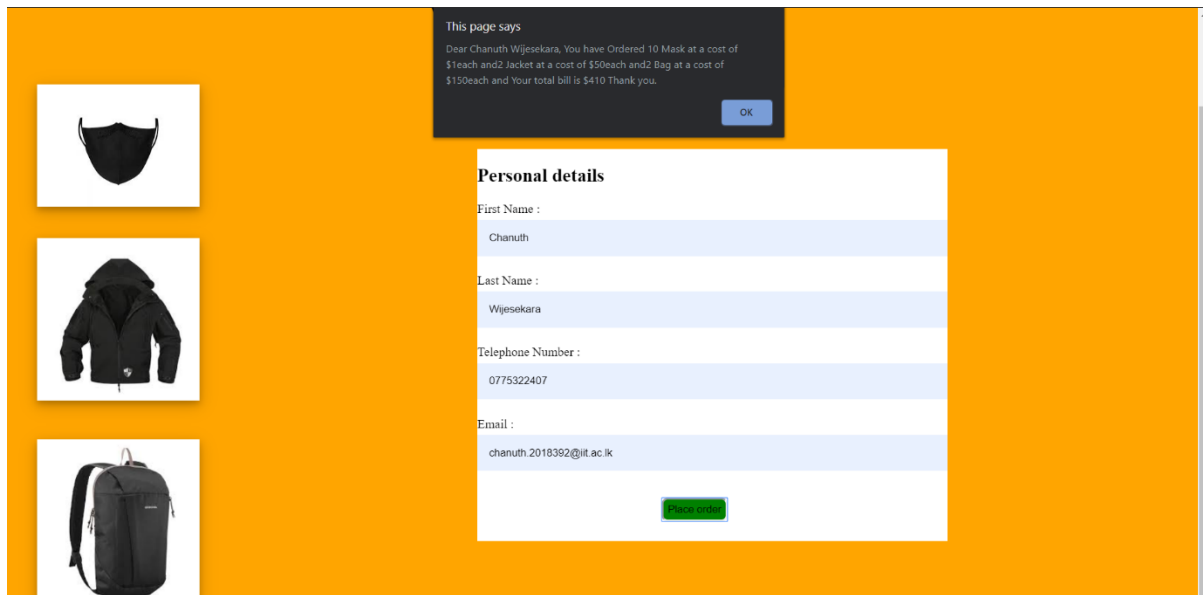 This page says
Dear Chanuth Wijesekara, You have Ordered 10 Mask at a cost of
$1each and2 Jacket at a cost of $50each and2 Bag at a cost of
$150each and Your total bill is $410 Thank you.
OK
Personal details
First Name :
Chanuth
Last Name :
Wijesekara
Telephone Number :
0775322407
Email :
chanuth.2018392@iit.ac.lk
Place order